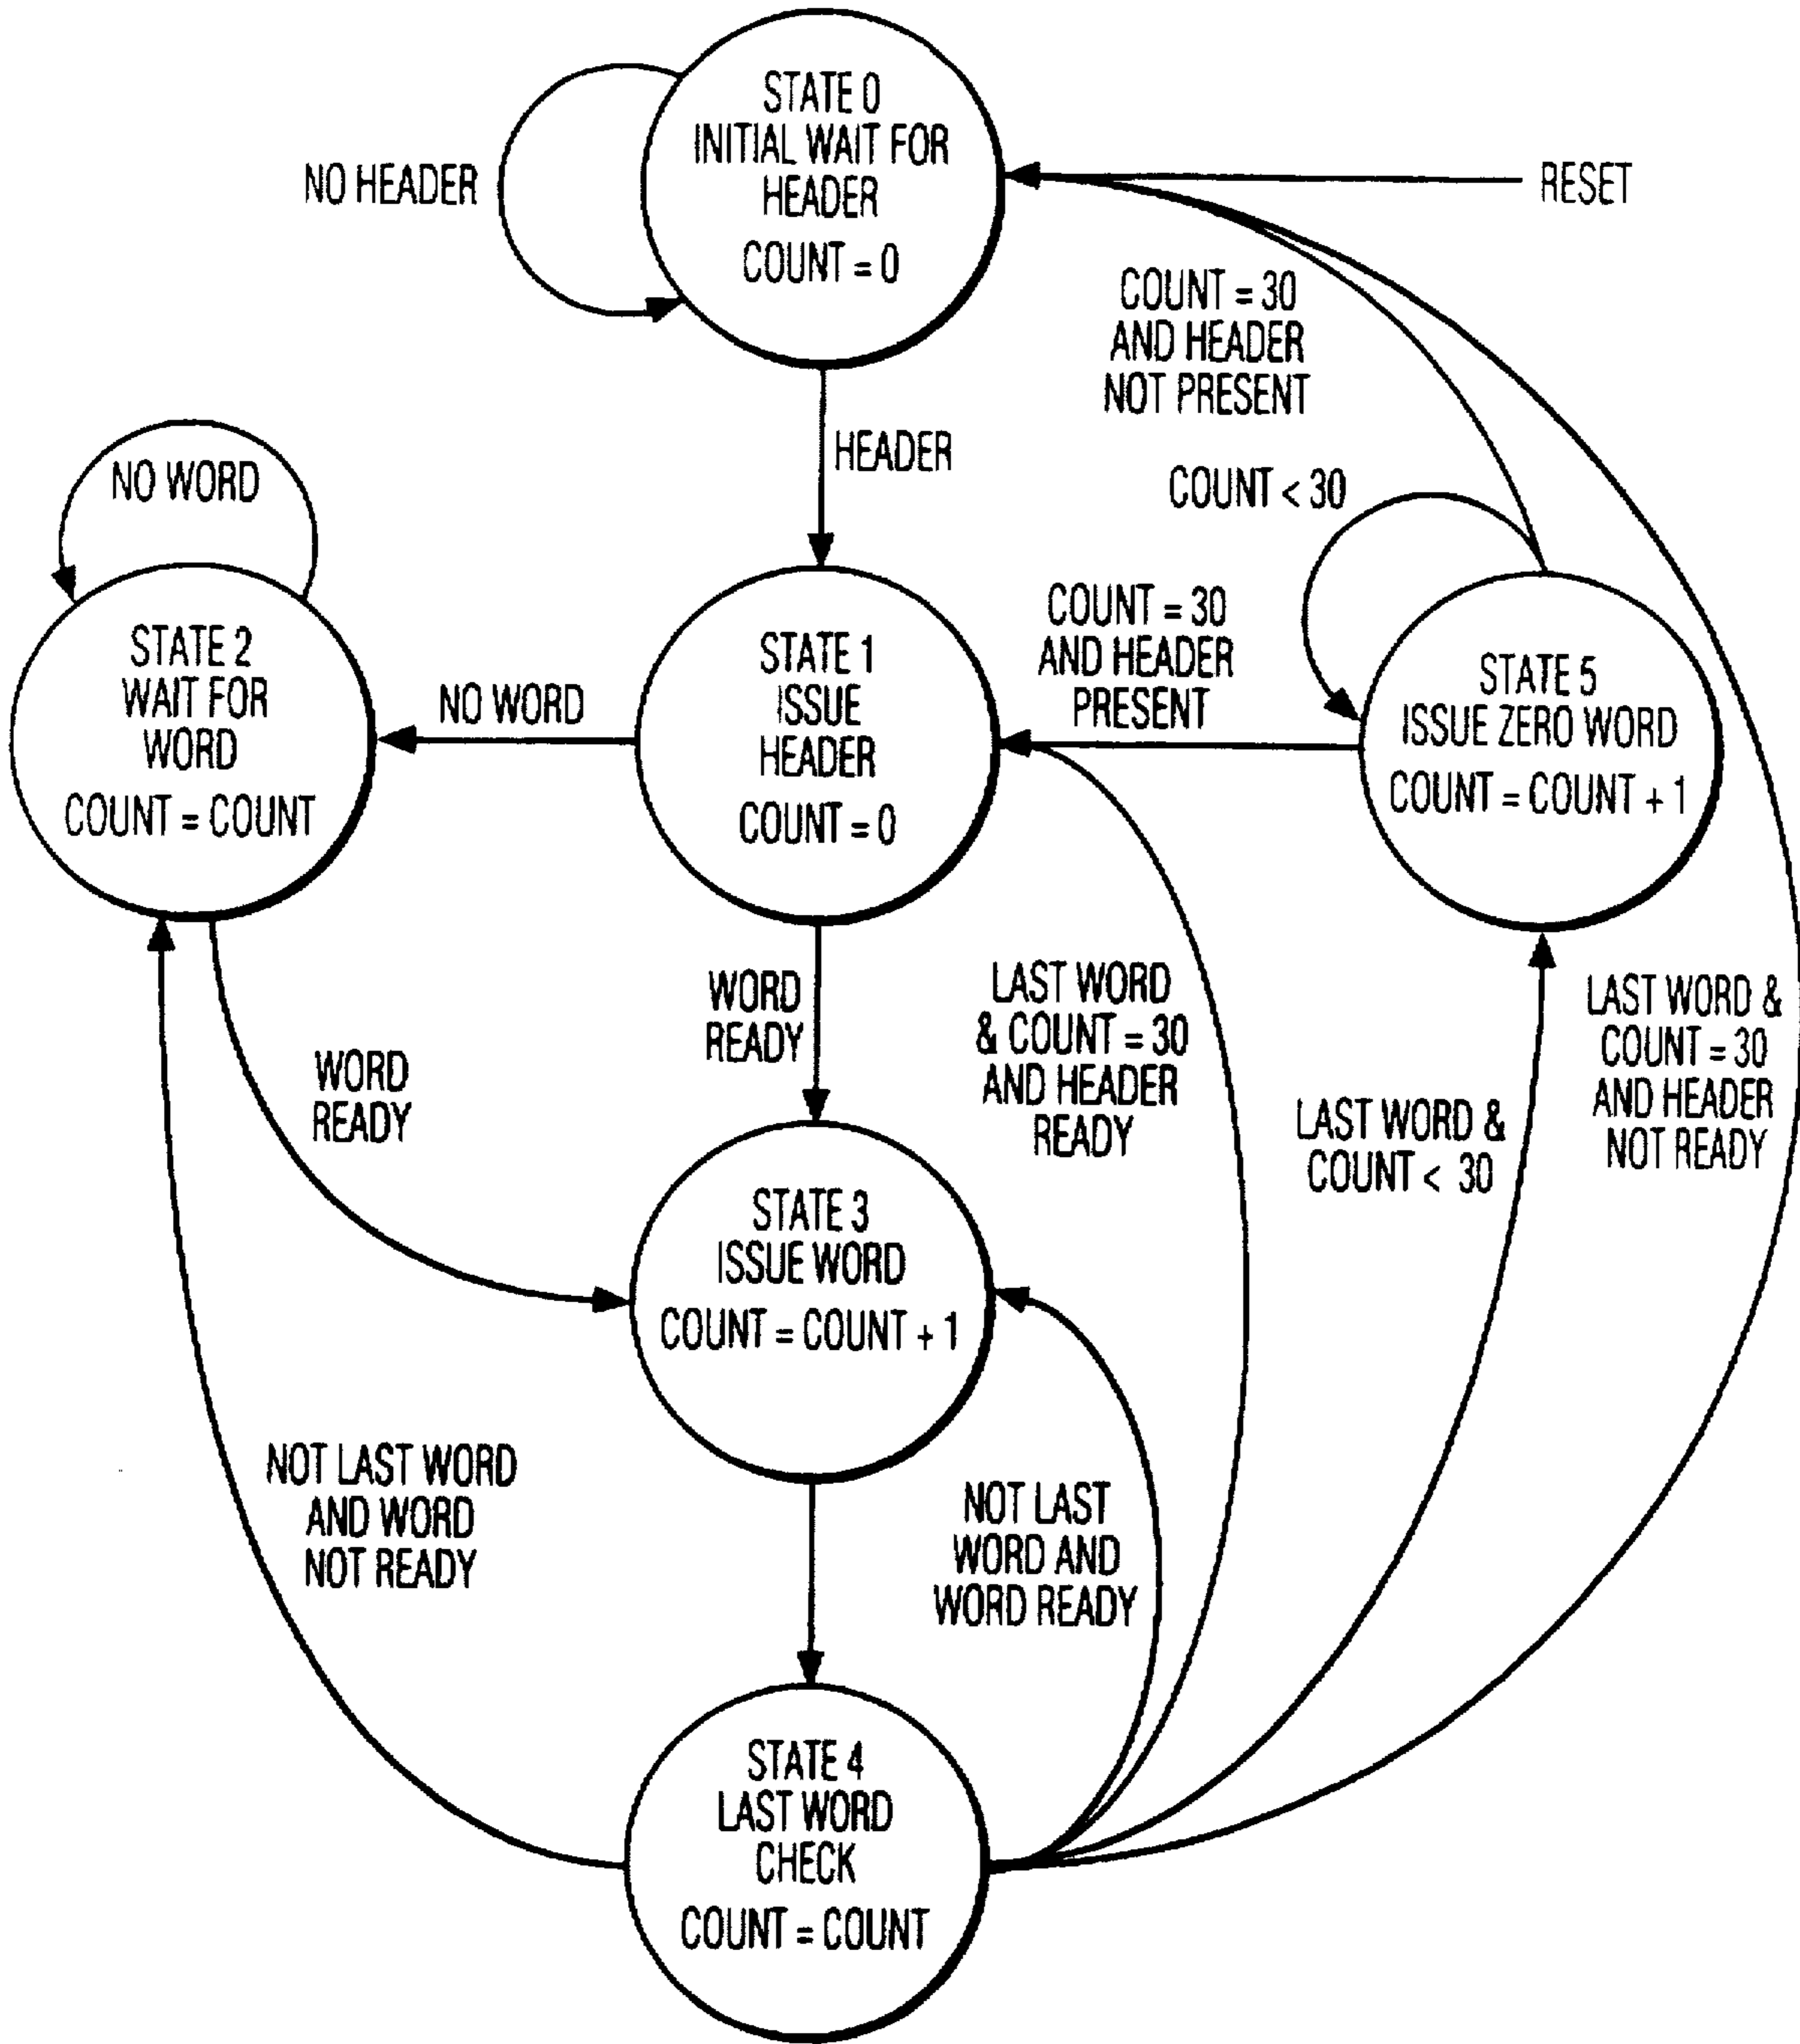 STATE 0
INITIAL WAIT FOR
HEADER
COUNT = 0
NO HEADER
RESET
COUNT = 30
AND HEADER
NOT PRESENT
HEADER
NO WORD
COUNT < 30
STATE 2
WAIT FOR
WORD
COUNT = COUNT
NO WORD
STATE 1
ISSUE
HEADER
COUNT = 0
COUNT = 30
AND HEADER
PRESENT
STATE 5
ISSUE ZERO WORD
COUNT = COUNT + 1
WORD
READY
WORD
READY
LAST WORD
& COUNT = 30
AND HEADER
READY
LAST WORD &
COUNT < 30
LAST WORD &
COUNT = 30
AND HEADER
NOT READY
STATE 3
ISSUE WORD
COUNT = COUNT + 1
NOT LAST WORD
AND WORD
NOT READY
NOT LAST
WORD AND
WORD READY
STATE 4
LAST WORD
CHECK
COUNT = COUNT